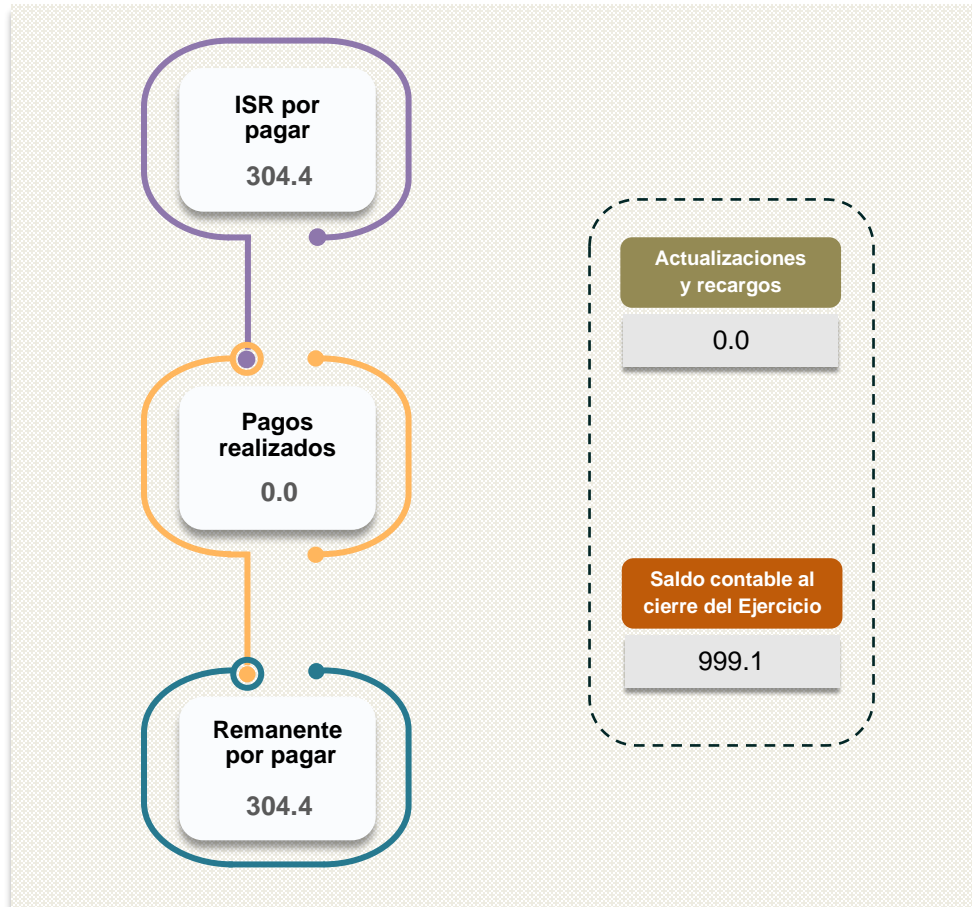 ISR por
pagar
304.4
Pagos
realizados
0.0
Remanente
por pagar
304.4
Actualizaciones
y recargos
0.0
Saldo contable al
cierre del Ejercicio
999.1